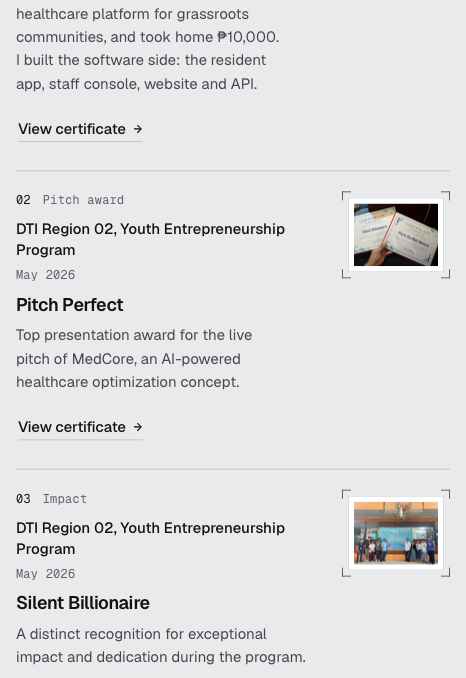 healthcare platform for grassroots
communities, and took home ₱10,000.
I built the software side: the resident
app, staff console, website and API.
View certificate →
02 Pitch award
DTI Region 02, Youth Entrepreneurship
Program
May 2026
Pitch Perfect
Top presentation award for the live
pitch of MedCore, an AI-powered
healthcare optimization concept.
View certificate →
03 Impact
DTI Region 02, Youth Entrepreneurship
Program
May 2026
Silent Billionaire
A distinct recognition for exceptional
impact and dedication during the program.